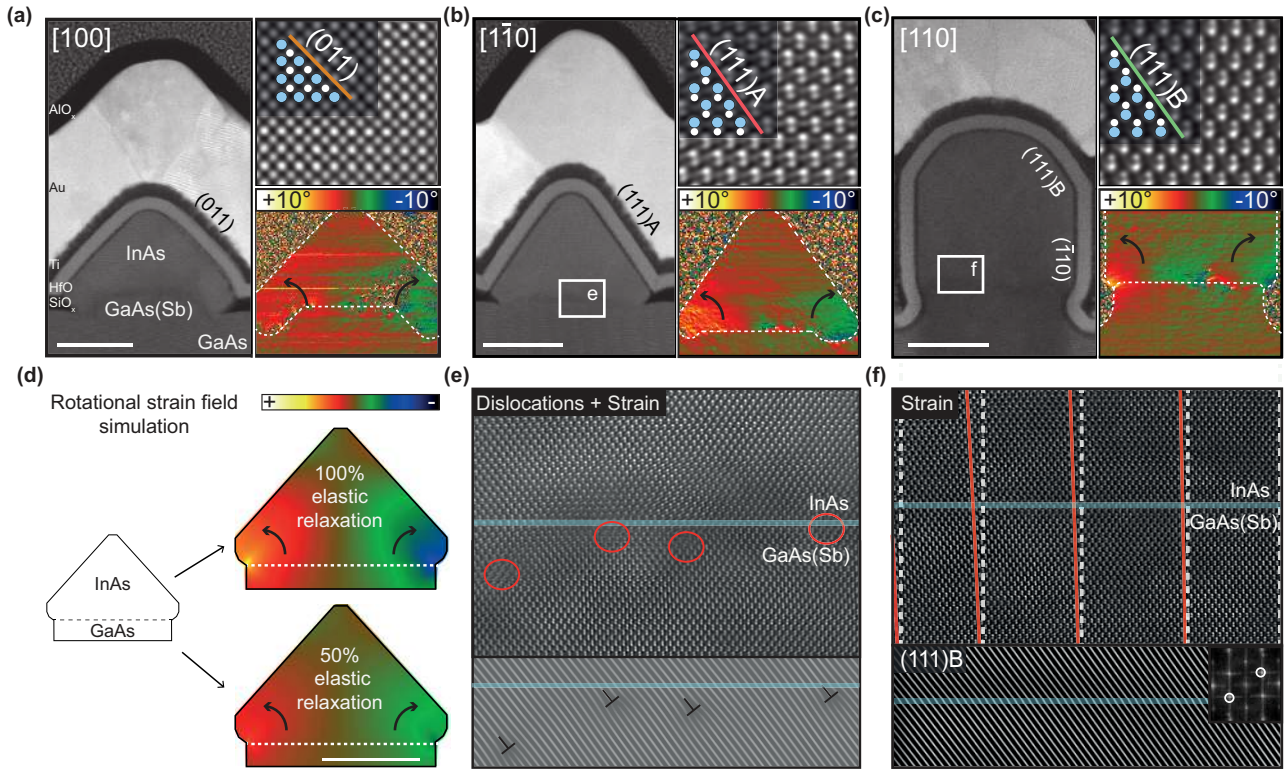 (a)
[100]
(011)
AlOx
Au
(011)
InAs
Ti
HfO
SiOx
GaAs(Sb)
GaAs
+10°
-10°
(b)
[1-10]
(111)A
(111)A
e
+10°
-10°
(c)
[110]
(111)B
(111)B
(1̄10)
f
+10°
-10°
(d)
Rotational strain field
simulation
+
-
100%
elastic
relaxation
InAs
GaAs
50%
elastic
relaxation
(e)
Dislocations + Strain
InAs
GaAs(Sb)
(f)
Strain
InAs
GaAs(Sb)
(111)B